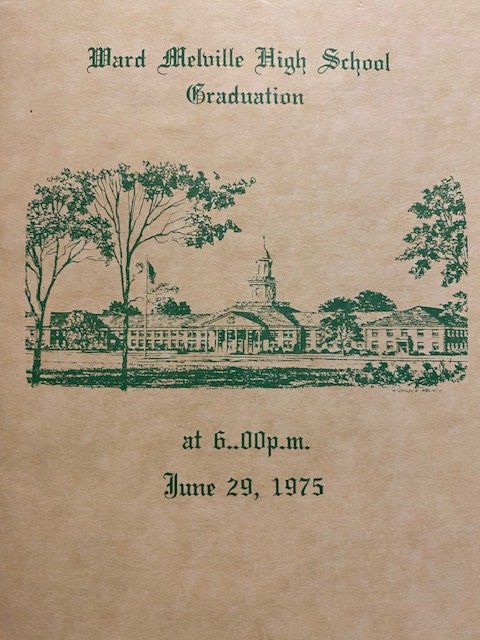 Ward Melville High School
Graduation
at 6..00p.m.
June 29, 1975